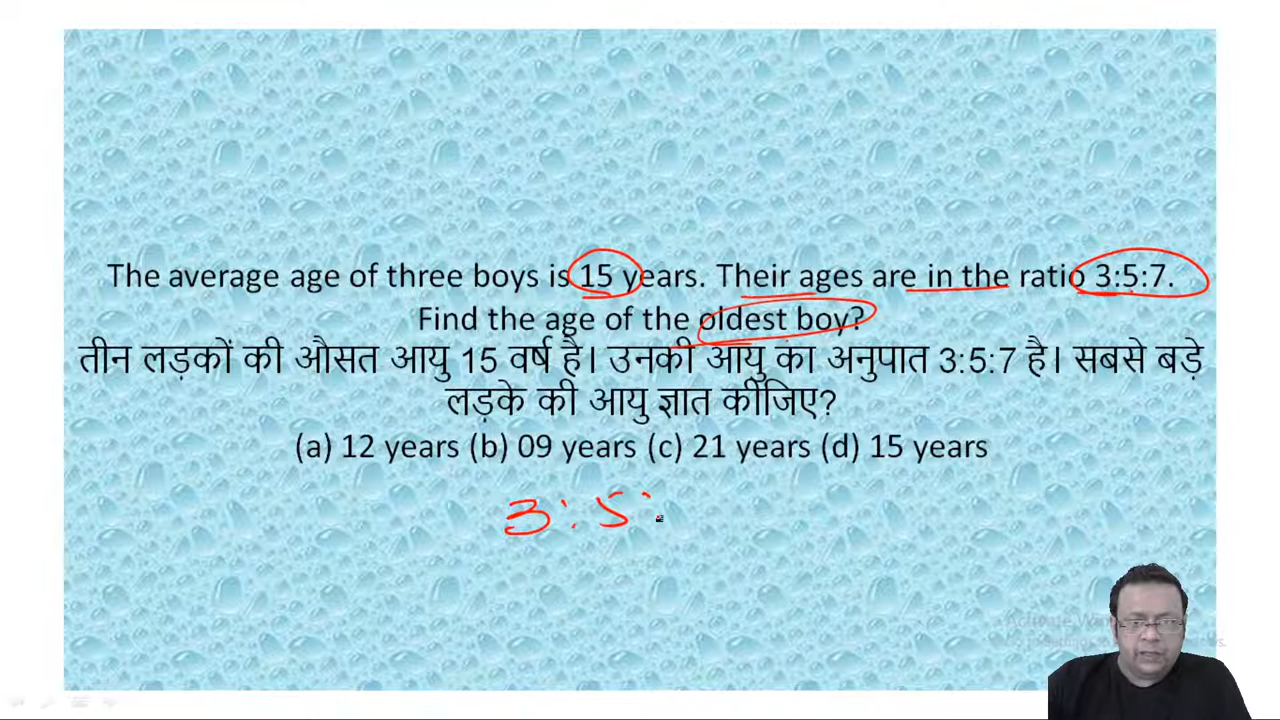 The average age of three boys is 15 years. Their ages are in the ratio 3:5:7.
Find the age of the oldest boy?
तीन लड़कों की औसत आयु 15 वर्ष है। उनकी आयु का अनुपात 3:5:7 है। सबसे बड़े
लड़के की आयु ज्ञात कीजिए?
(a) 12 years (b) 09 years (c) 21 years (d) 15 years
3:5: